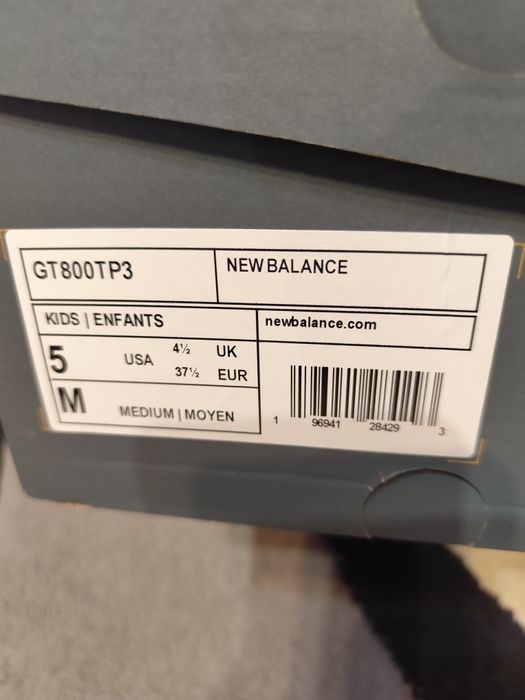 GT800TP3
NEW BALANCE
KIDS | ENFANTS
newbalance.com
5 USA 4½ UK
37½ EUR
M MEDIUM | MOYEN
1 96941 28429 3